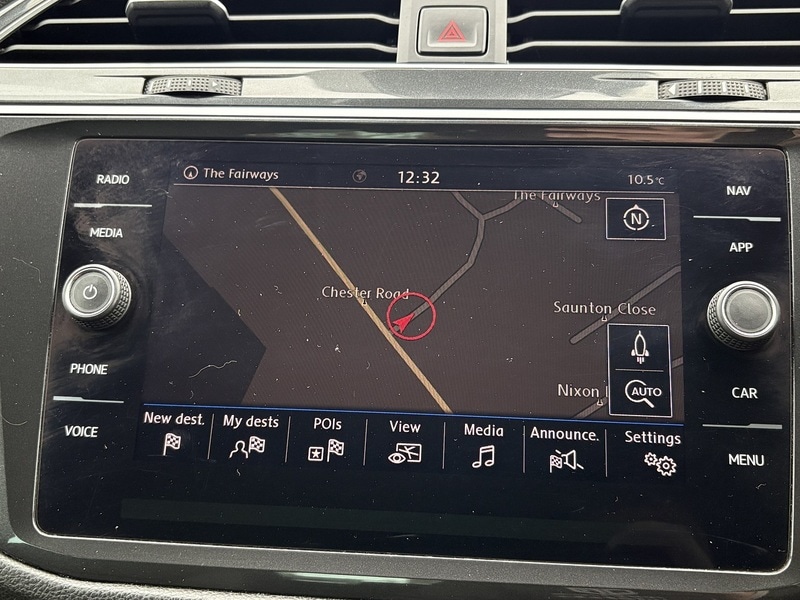 RADIO
MEDIA
PHONE
VOICE
The Fairways
12:32
10.5°C
The Fairways
N
Chester Road
Saunton Close
AUTO
Nixon
New dest.
My dests
POIs
View
Media
Announce.
Settings
NAV
APP
CAR
MENU